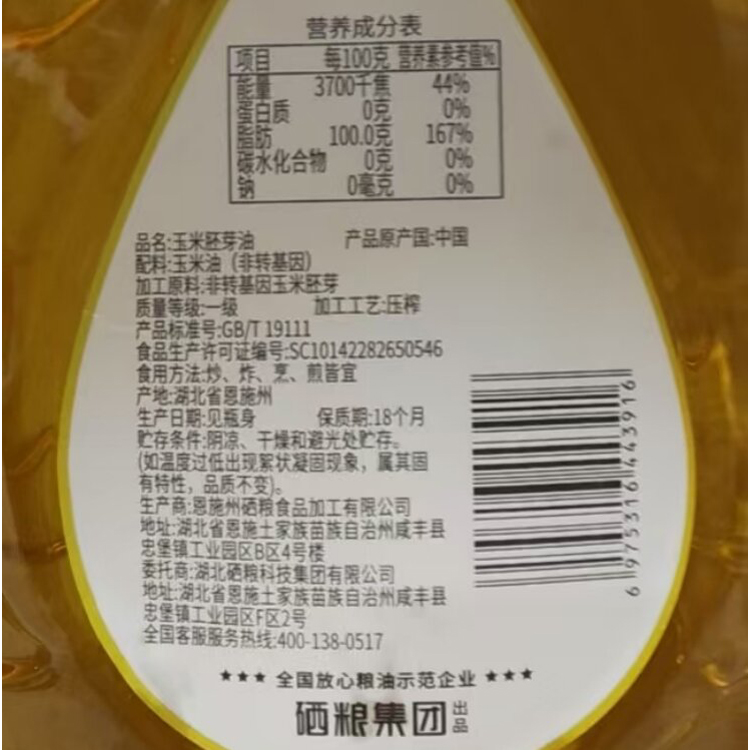 营养成分表
项目 每100克 营养素参考值%
能量 3700千焦 44%
蛋白质 0克 0%
脂肪 100.0克 167%
碳水化合物 0克 0%
钠 0毫克 0%
品名:玉米胚芽油 产品原产国:中国
配料:玉米油（非转基因）
加工原料:非转基因玉米胚芽
质量等级:一级 加工工艺:压榨
产品标准号:GB/T 19111
食品生产许可证编号:SC10142282650546
食用方法:炒、炸、烹、煎皆宜
产地:湖北省恩施州
生产日期:见瓶身 保质期:18个月
贮存条件:阴凉、干燥和避光处贮存。
(如温度过低出现絮状凝固现象，属其固
有特性，品质不变)。
生产商:恩施州硒粮食品加工有限公司
地址:湖北省恩施土家族苗族自治州咸丰县
忠堡镇工业园区B区4号楼
委托商:湖北硒粮科技集团有限公司
地址:湖北省恩施土家族苗族自治州咸丰县
忠堡镇工业园区F区2号
全国客服服务热线:400-138-0517
6 975316 443916
★★★ 全国放心粮油示范企业 ★★★
硒粮集团 出品